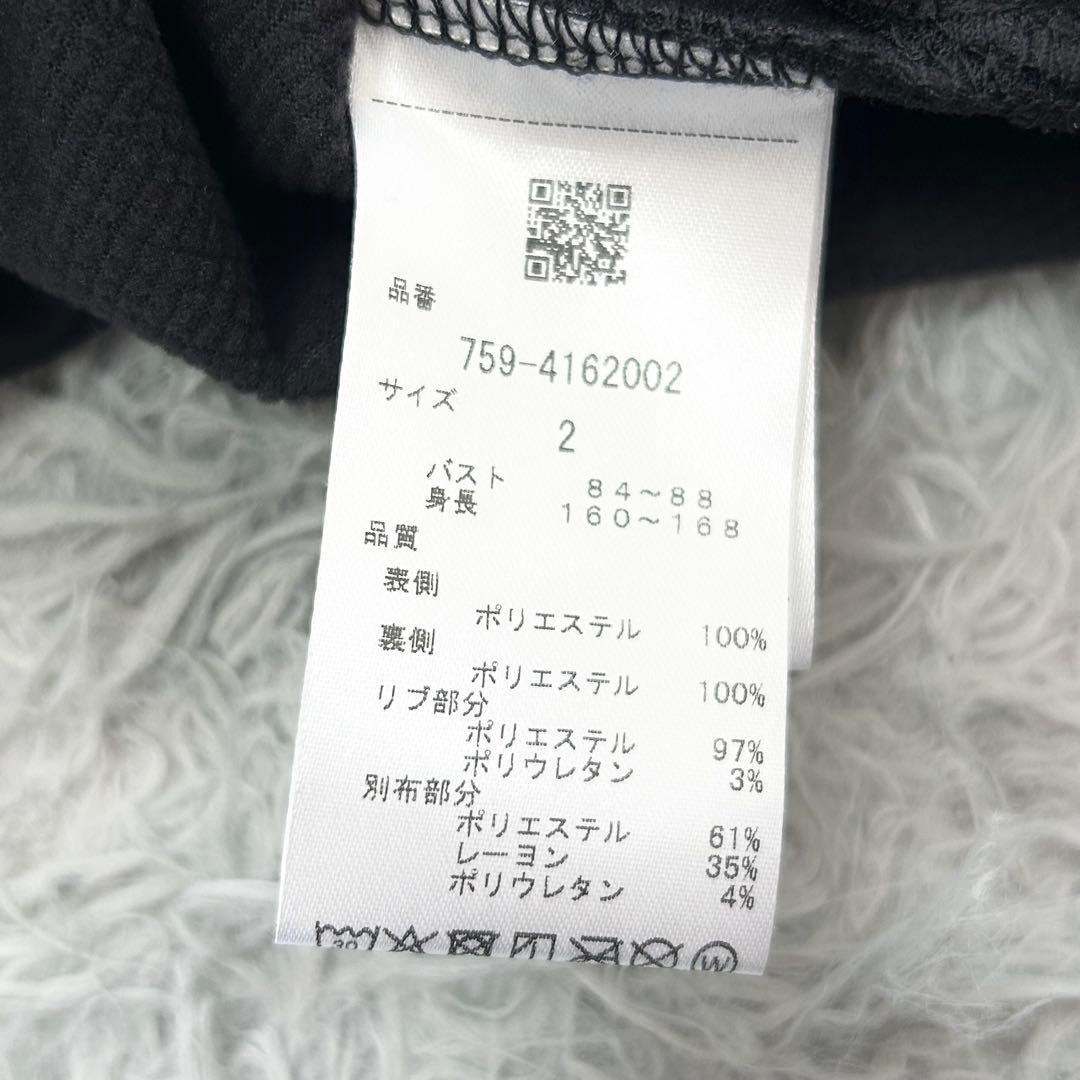 品番
759-4162002
サイズ
2
バスト 84~88
身長 160~168
品質
表側
ポリエステル 100%
裏側
ポリエステル 100%
リブ部分
ポリエステル 97%
ポリウレタン 3%
別布部分
ポリエステル 61%
レーヨン 35%
ポリウレタン 4%
30 W